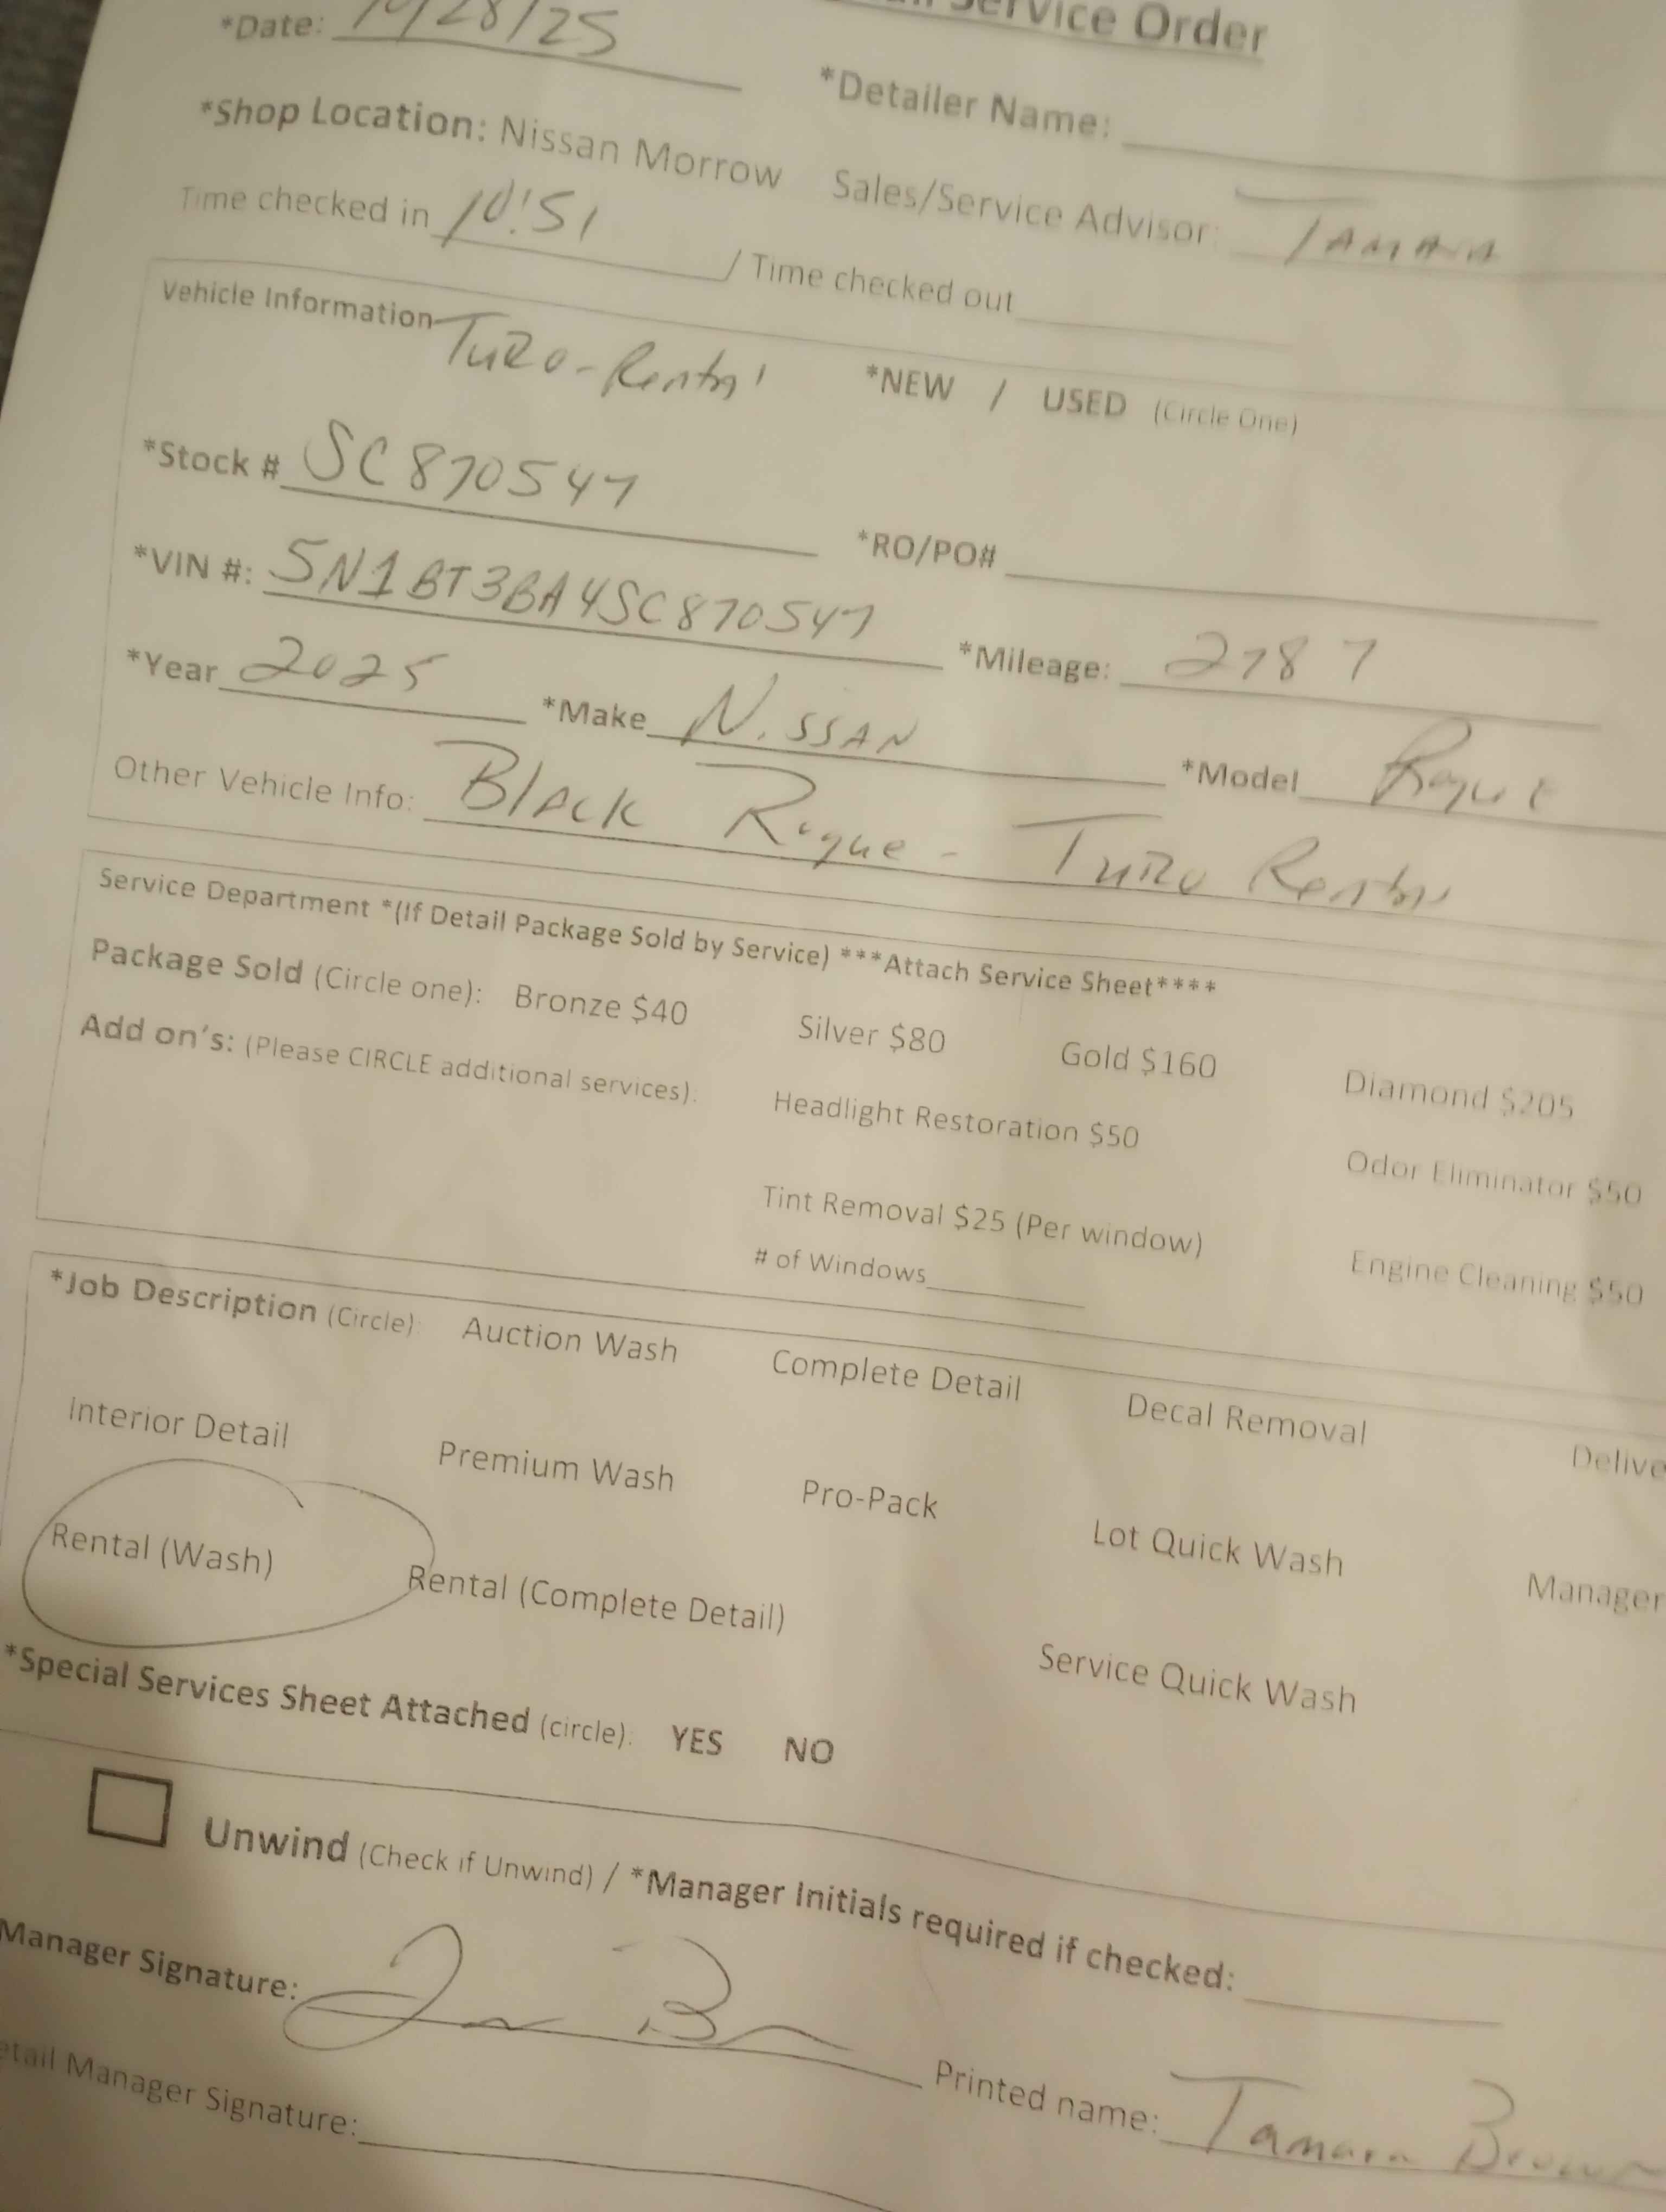 Service Order
*Date: 10/28/25
*Detailer Name:
*Shop Location: Nissan Morrow Sales/Service Advisor: TAMARA
Time checked in 10:51 / Time checked out
Vehicle Information Turo-Rental *NEW / USED (Circle One)
*Stock # SC870547
*RO/PO#
*VIN #: 5N1BT3BA4SC870547 *Mileage: 2787
*Year 2025 *Make Nissan *Model Rogue
Other Vehicle Info: Black Rogue - Turo Rental
Service Department *(If Detail Package Sold by Service) ***Attach Service Sheet****
Package Sold (Circle one): Bronze $40 Silver $80 Gold $160 Diamond $205
Add on's: (Please CIRCLE additional services). Headlight Restoration $50 Odor Eliminator $50
Tint Removal $25 (Per window) Engine Cleaning $50
# of Windows
*Job Description (Circle): Auction Wash Complete Detail Decal Removal Delive
Interior Detail Premium Wash Pro-Pack Lot Quick Wash Manager
Rental (Wash) Rental (Complete Detail) Service Quick Wash
*Special Services Sheet Attached (circle): YES NO
Unwind (Check if Unwind) / *Manager Initials required if checked:
Manager Signature: Printed name: Tamara Brown
etail Manager Signature: